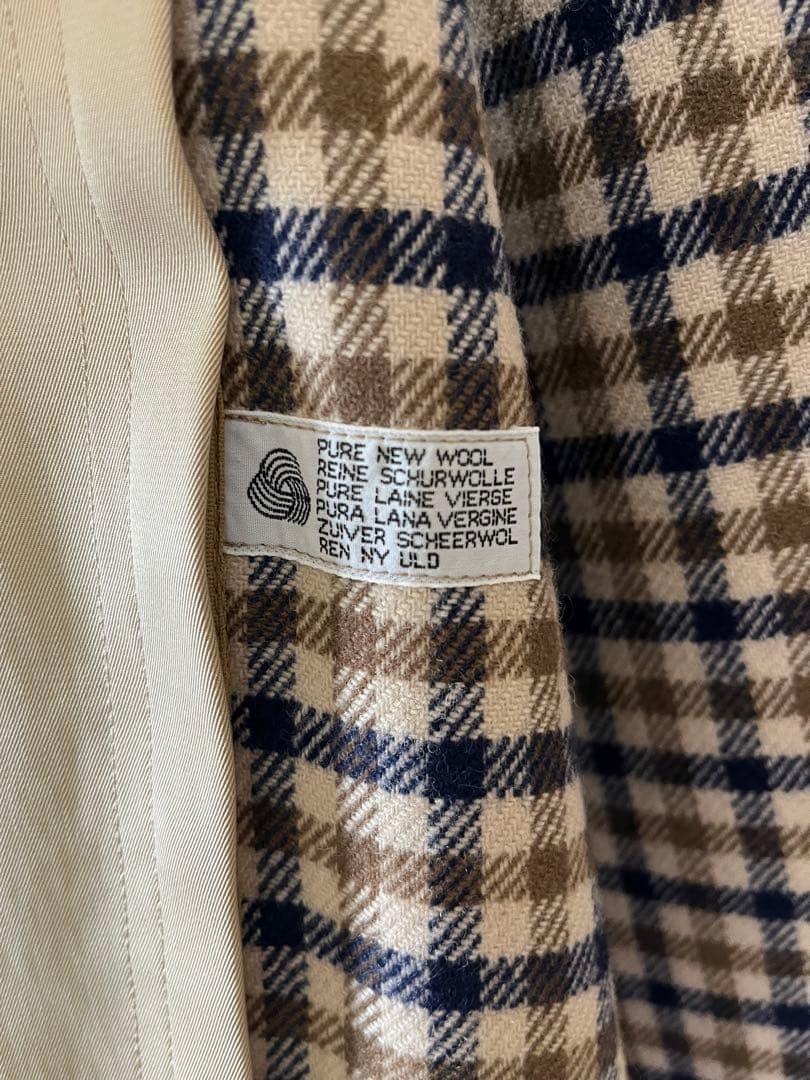 PURE NEW WOOL
REINE SCHURWOLLE
PURE LAINE VIERGE
PURA LANA VERGINE
ZUIVER SCHEERWOL
REN NY ULD